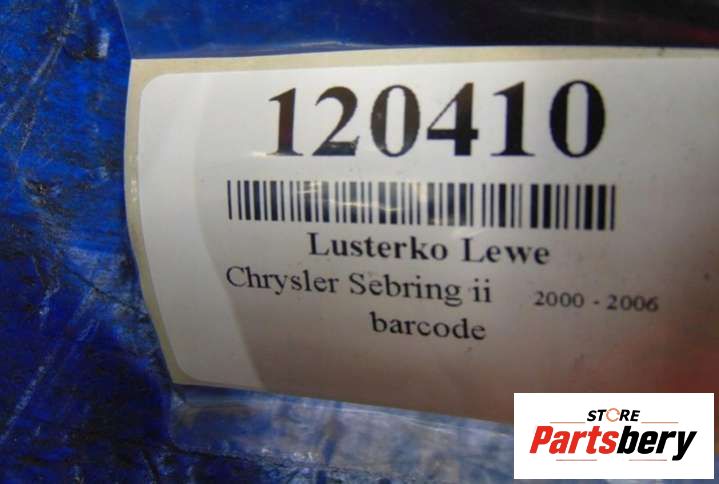 120410
Lusterko Lewe
Chrysler Sebring ii 2000 - 2006
barcode
STORE
Partsbery